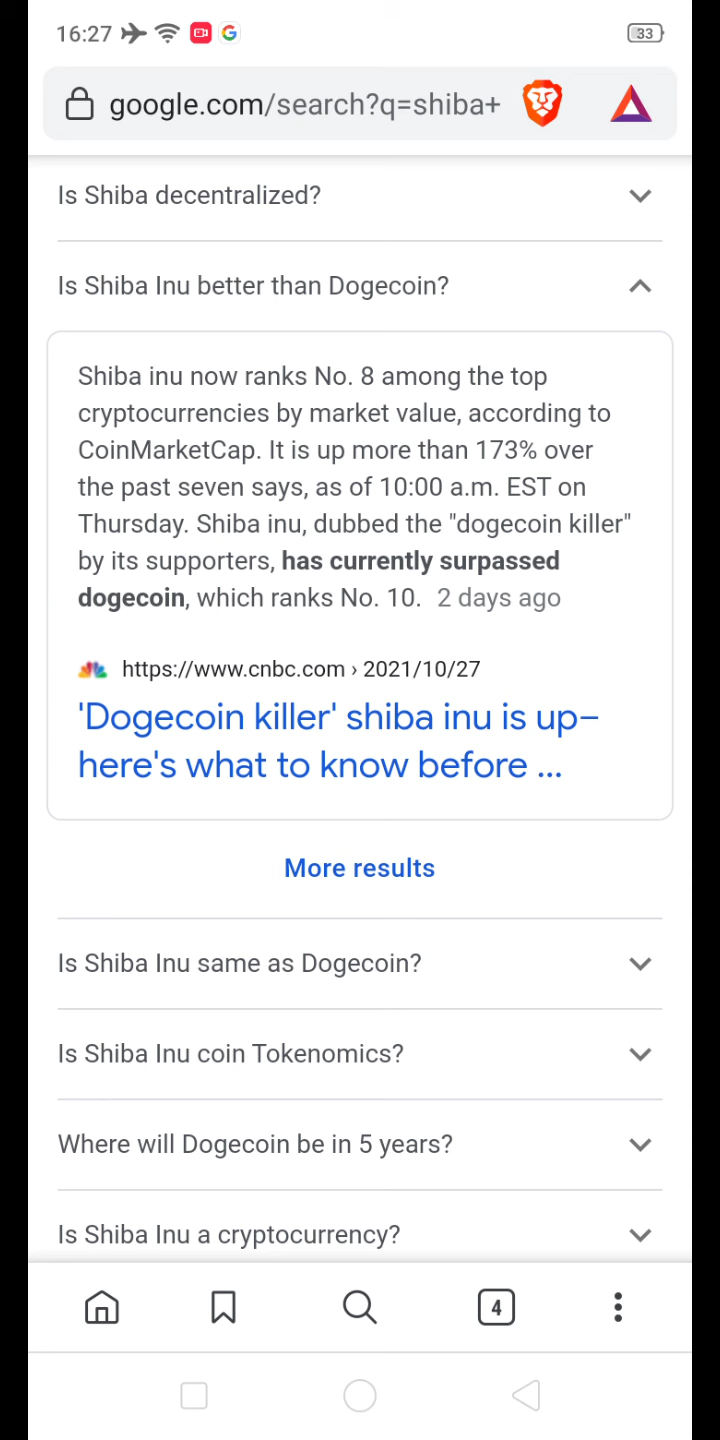 16:27
33
google.com/search?q=shiba+
Is Shiba decentralized?
Is Shiba Inu better than Dogecoin?
Shiba inu now ranks No. 8 among the top
cryptocurrencies by market value, according to
CoinMarketCap. It is up more than 173% over
the past seven says, as of 10:00 a.m. EST on
Thursday. Shiba inu, dubbed the "dogecoin killer"
by its supporters, has currently surpassed
dogecoin, which ranks No. 10. 2 days ago
https://www.cnbc.com › 2021/10/27
'Dogecoin killer' shiba inu is up–
here's what to know before ...
More results
Is Shiba Inu same as Dogecoin?
Is Shiba Inu coin Tokenomics?
Where will Dogecoin be in 5 years?
Is Shiba Inu a cryptocurrency?
4